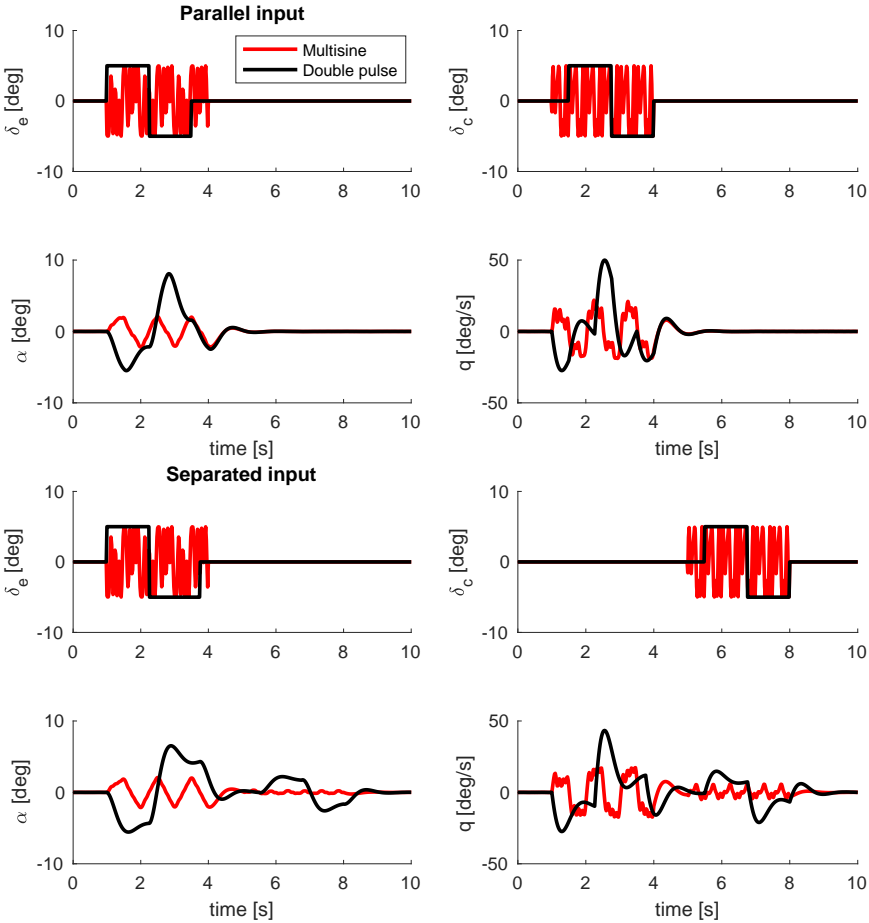 Parallel input
10
0
-10
δe [deg]
0 2 4 6 8 10
Multisine
Double pulse
10
0
-10
δc [deg]
0 2 4 6 8 10
10
0
-10
α [deg]
0 2 4 6 8 10
time [s]
50
0
-50
q [deg/s]
0 2 4 6 8 10
time [s]
Separated input
10
0
-10
δe [deg]
0 2 4 6 8 10
10
0
-10
δc [deg]
0 2 4 6 8 10
10
0
-10
α [deg]
0 2 4 6 8 10
time [s]
50
0
-50
q [deg/s]
0 2 4 6 8 10
time [s]